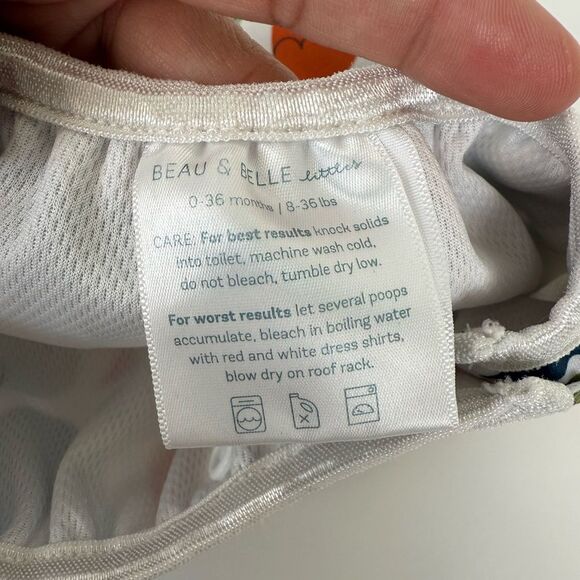 BEAU & BELLE littles
0-36 months / 8-36 lbs
CARE: For best results knock solids
into toilet, machine wash cold,
do not bleach, tumble dry low.
For worst results let several poops
accumulate, bleach in boiling water
with red and white dress shirts,
blow dry on roof rack.